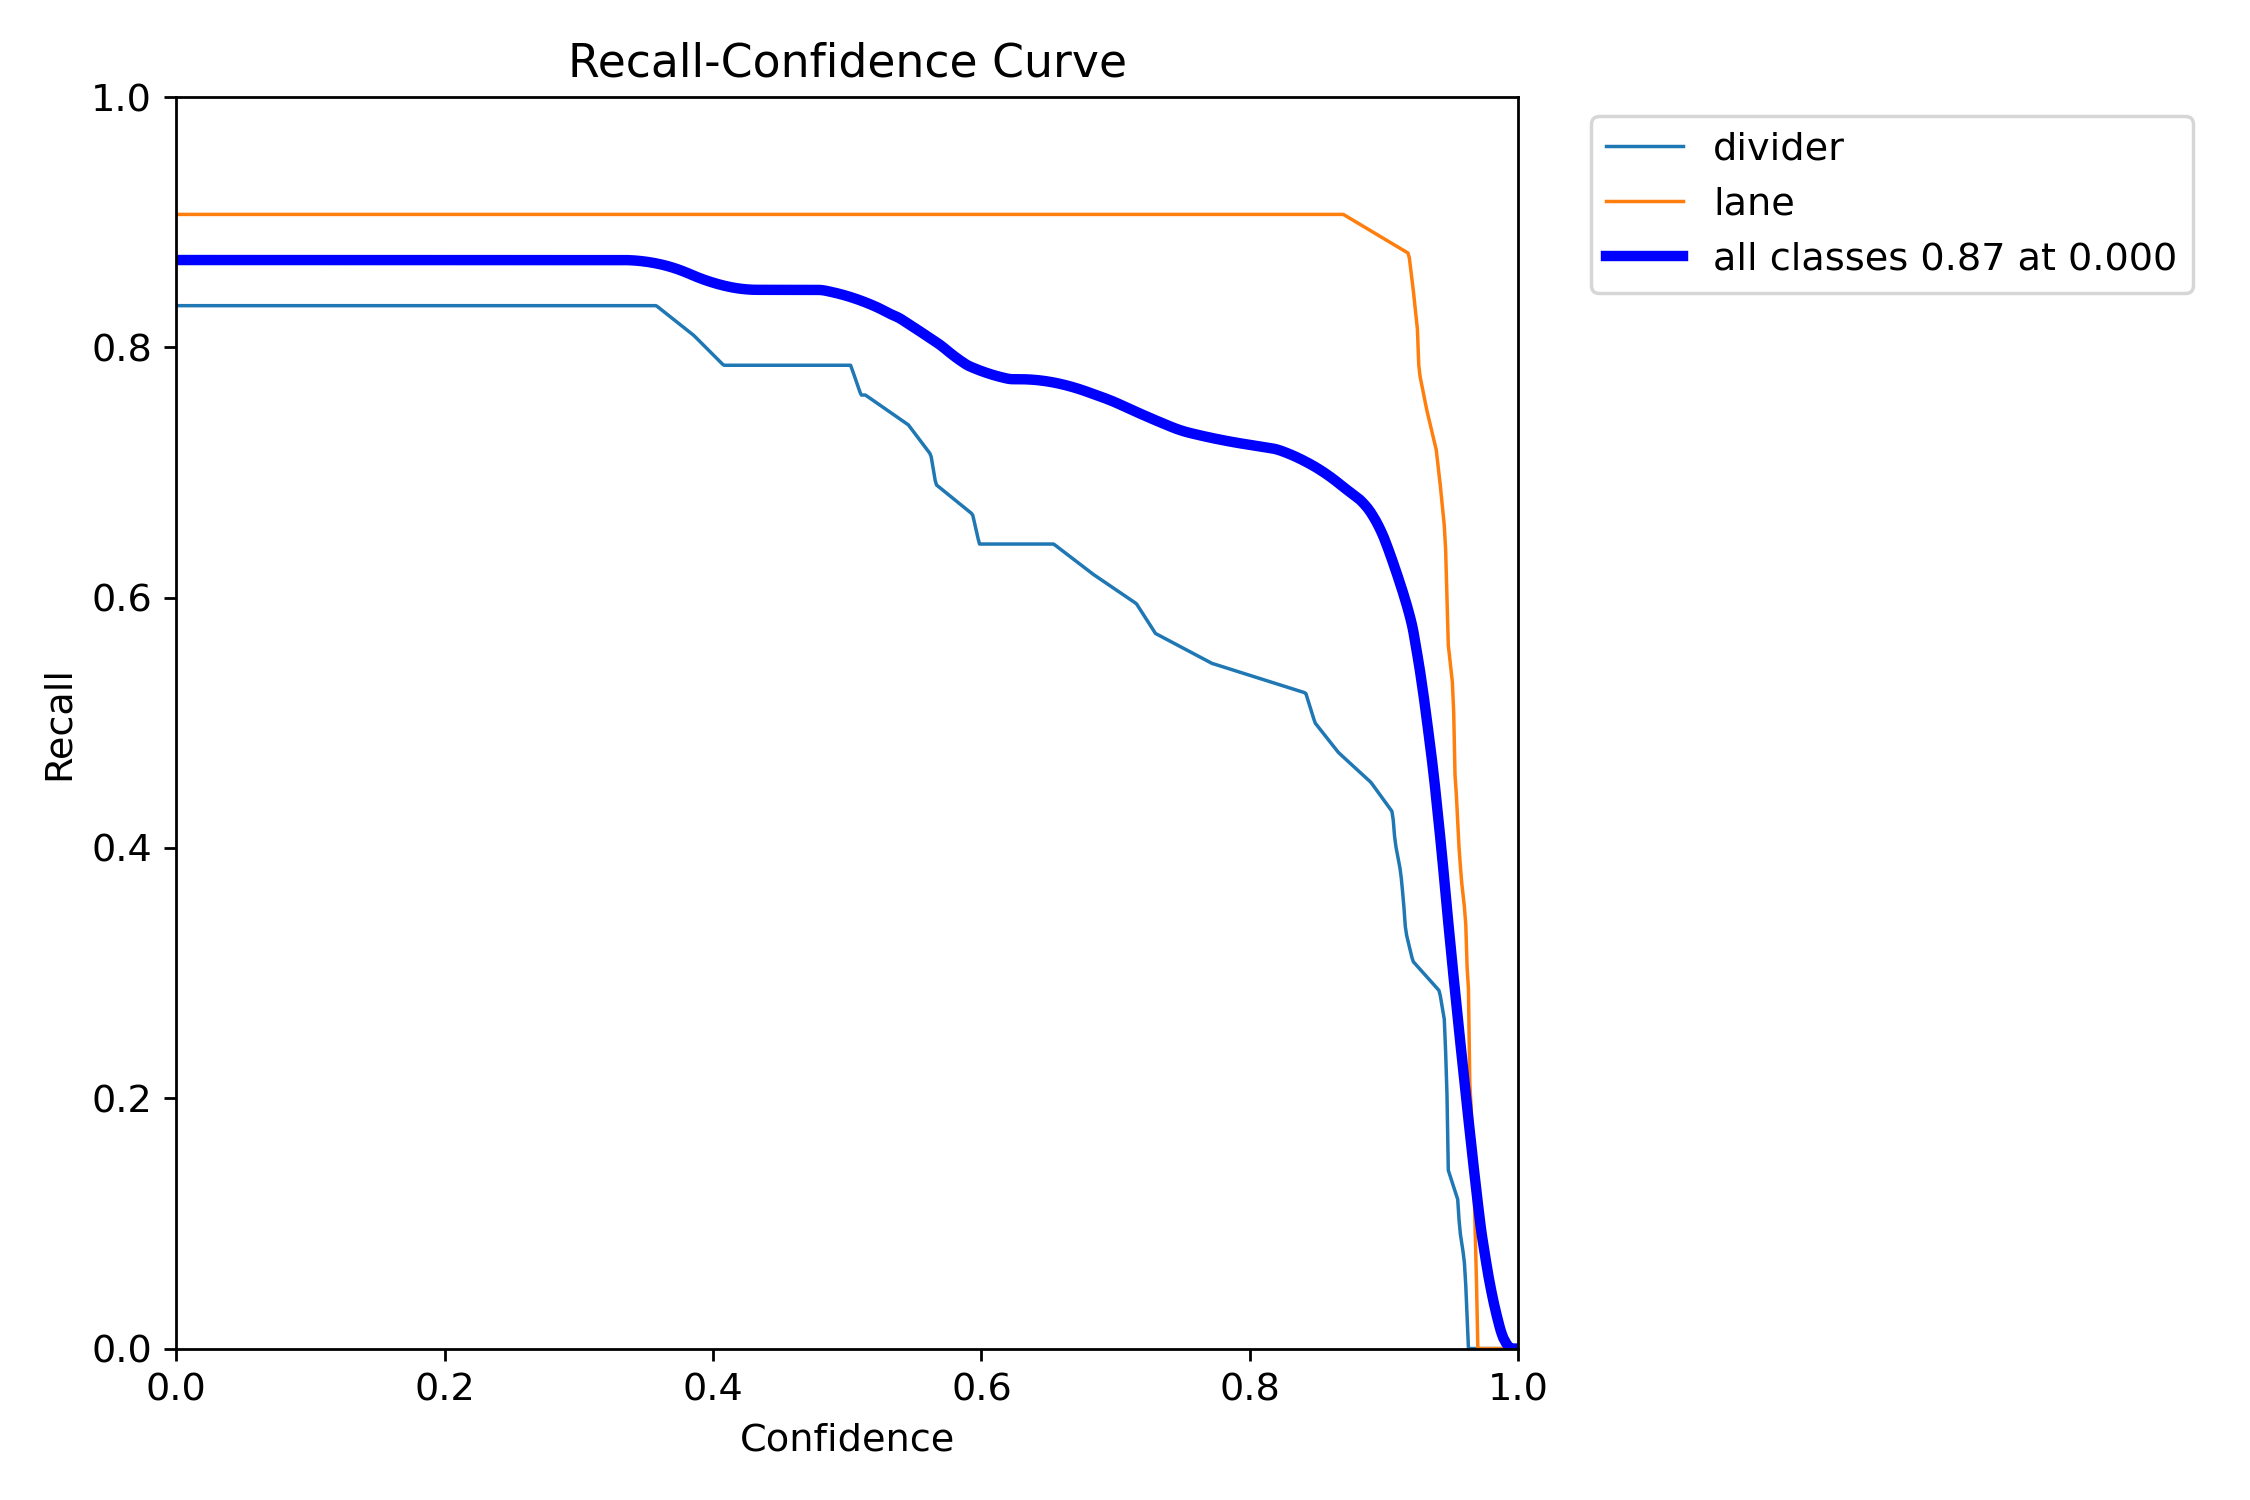 Recall-Confidence Curve
1.0
0.8
0.6
0.4
0.2
0.0
Recall
0.0 0.2 0.4 0.6 0.8 1.0
Confidence
divider
lane
all classes 0.87 at 0.000